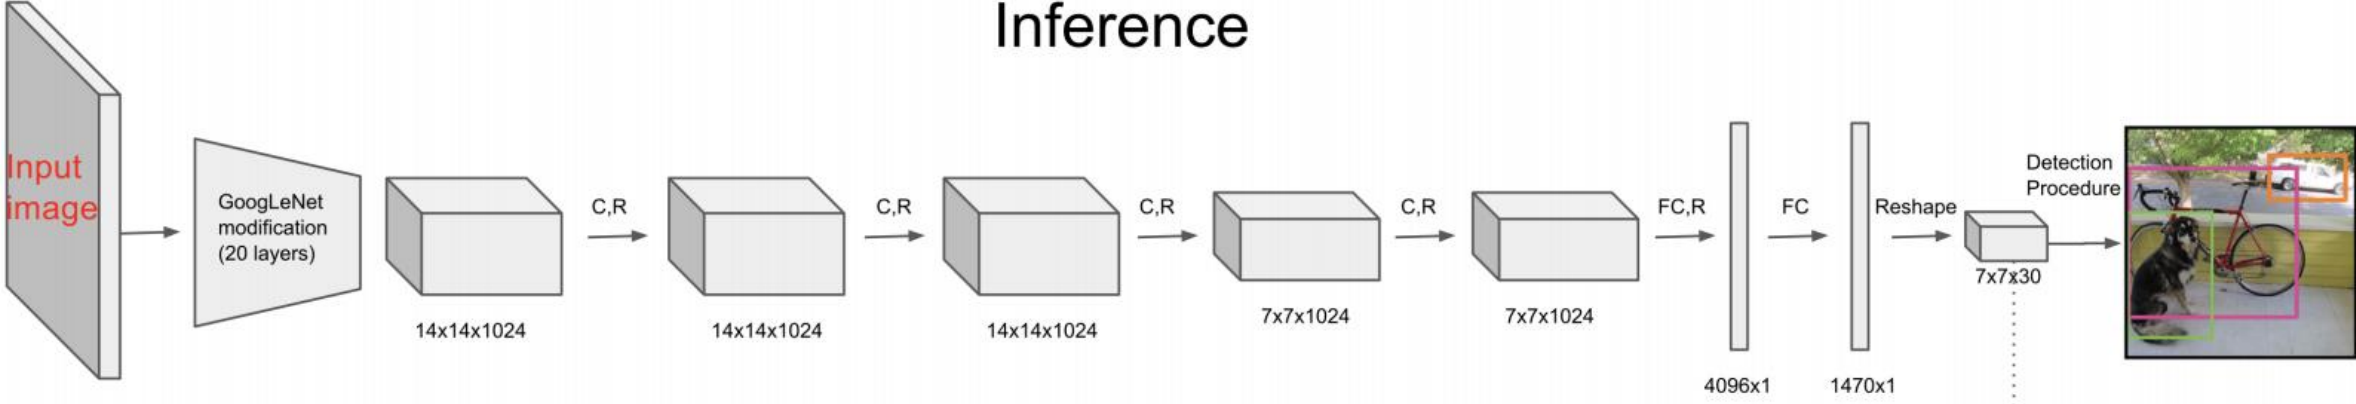 Inference
Input
image
GoogLeNet
modification
(20 layers)
14x14x1024
C,R
14x14x1024
C,R
14x14x1024
C,R
7x7x1024
C,R
7x7x1024
FC,R
4096x1
FC
1470x1
Reshape
7x7x30
Detection
Procedure